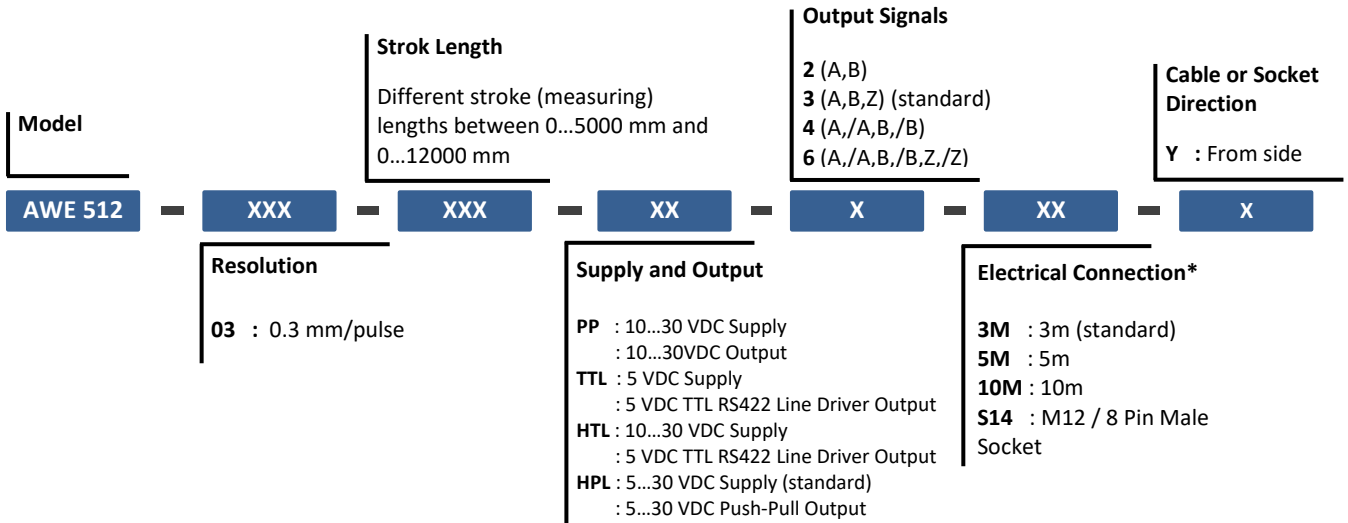 Model
Strok Length
Different stroke (measuring)
lengths between 0...5000 mm and
0...12000 mm
Output Signals
2 (A,B)
3 (A,B,Z) (standard)
4 (A,/A,B,/B)
6 (A,/A,B,/B,Z,/Z)
Cable or Socket
Direction
Y : From side
AWE 512 - XXX - XXX - XX - X - XX - X
Resolution
03 : 0.3 mm/pulse
Supply and Output
PP : 10...30 VDC Supply
: 10...30VDC Output
TTL : 5 VDC Supply
: 5 VDC TTL RS422 Line Driver Output
HTL : 10...30 VDC Supply
: 5 VDC TTL RS422 Line Driver Output
HPL : 5...30 VDC Supply (standard)
: 5...30 VDC Push-Pull Output
Electrical Connection*
3M : 3m (standard)
5M : 5m
10M : 10m
S14 : M12 / 8 Pin Male
Socket